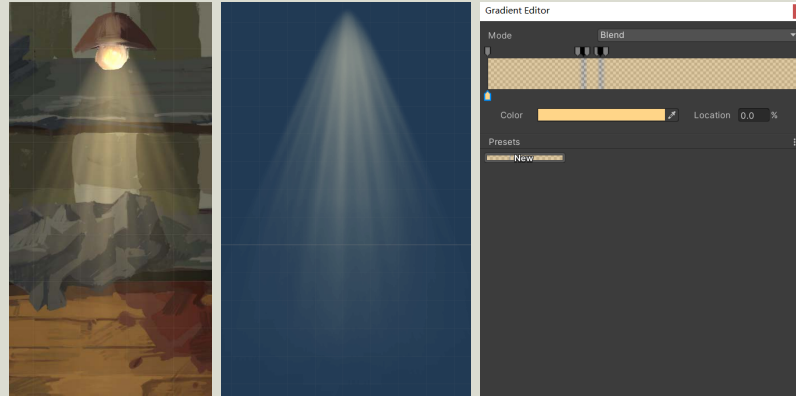 Gradient Editor
Mode Blend
Color Location 0.0 %
Presets
New